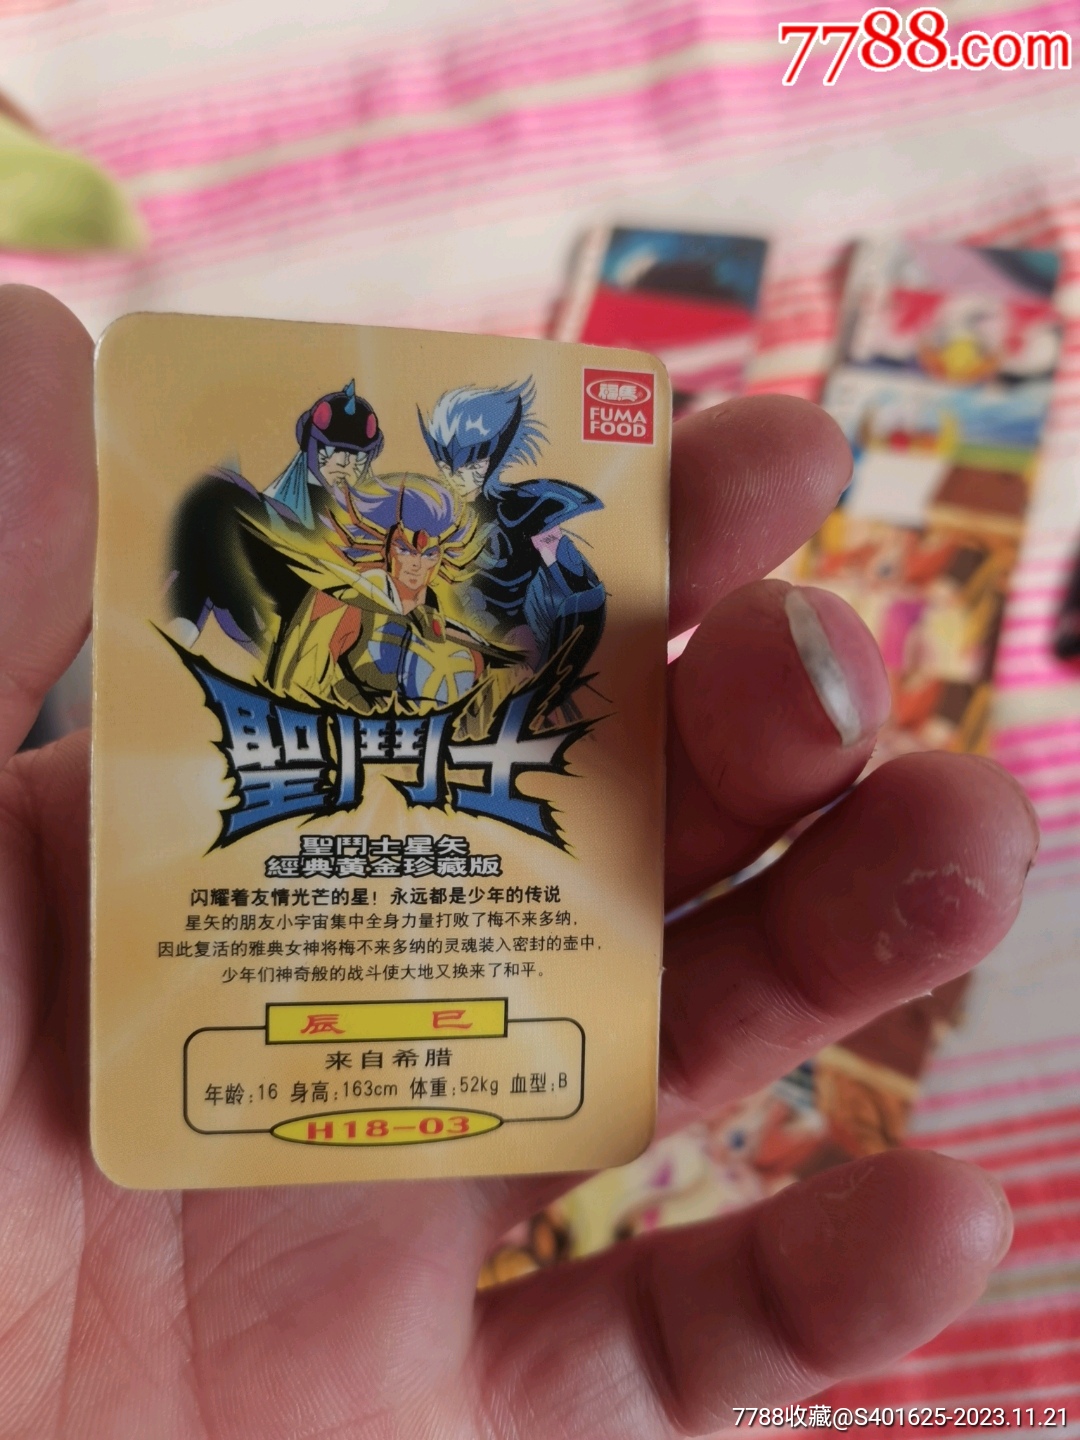 7788.com
福馬
FUMA
FOOD
聖鬥士
聖鬥士星矢
經典黃金珍藏版
闪耀着友情光芒的星！永远都是少年的传说
星矢的朋友小宇宙集中全身力量打败了梅不来多纳，
因此复活的雅典女神将梅不来多纳的灵魂装入密封的壶中，
少年们神奇般的战斗使大地又换来了和平。
辰 巳
来自希腊
年龄：16 身高：163cm 体重：52kg 血型：B
H18-03
7788收藏@S401625-2023.11.21